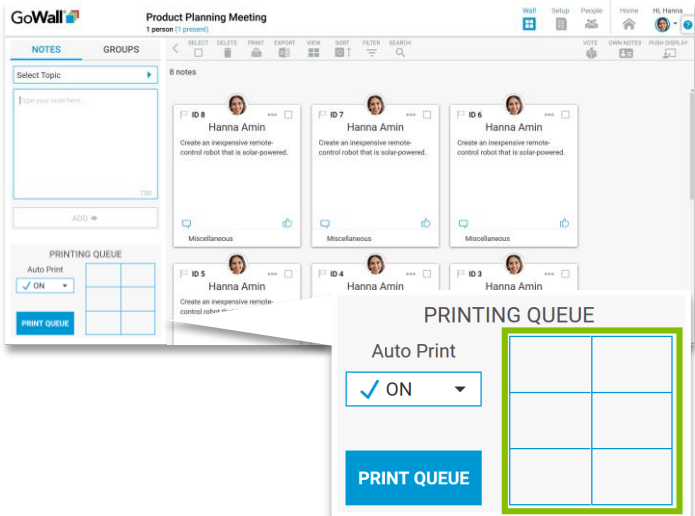 GoWall
Product Planning Meeting
1 person (1 present)
Wall Setup People Home Hi, Hanna
NOTES GROUPS
SELECT DELETE PRINT EXPORT VIEW SORT FILTER SEARCH
VOTE OWN NOTES PUSH DISPLAY
Select Topic
8 notes
Type your note here...
750
ADD
ID 8
Hanna Amin
Create an inexpensive remote-
control robot that is solar-powered.
Miscellaneous
ID 7
Hanna Amin
Create an inexpensive remote-
control robot that is solar-powered.
Miscellaneous
ID 6
Hanna Amin
Create an inexpensive remote-
control robot that is solar-powered.
Miscellaneous
PRINTING QUEUE
Auto Print
ON
PRINT QUEUE
ID 5
Hanna Amin
Create an inexpensive remote-
control robot
ID 4
Hanna Amin
ID 3
Hanna Amin
PRINTING QUEUE
Auto Print
ON
PRINT QUEUE